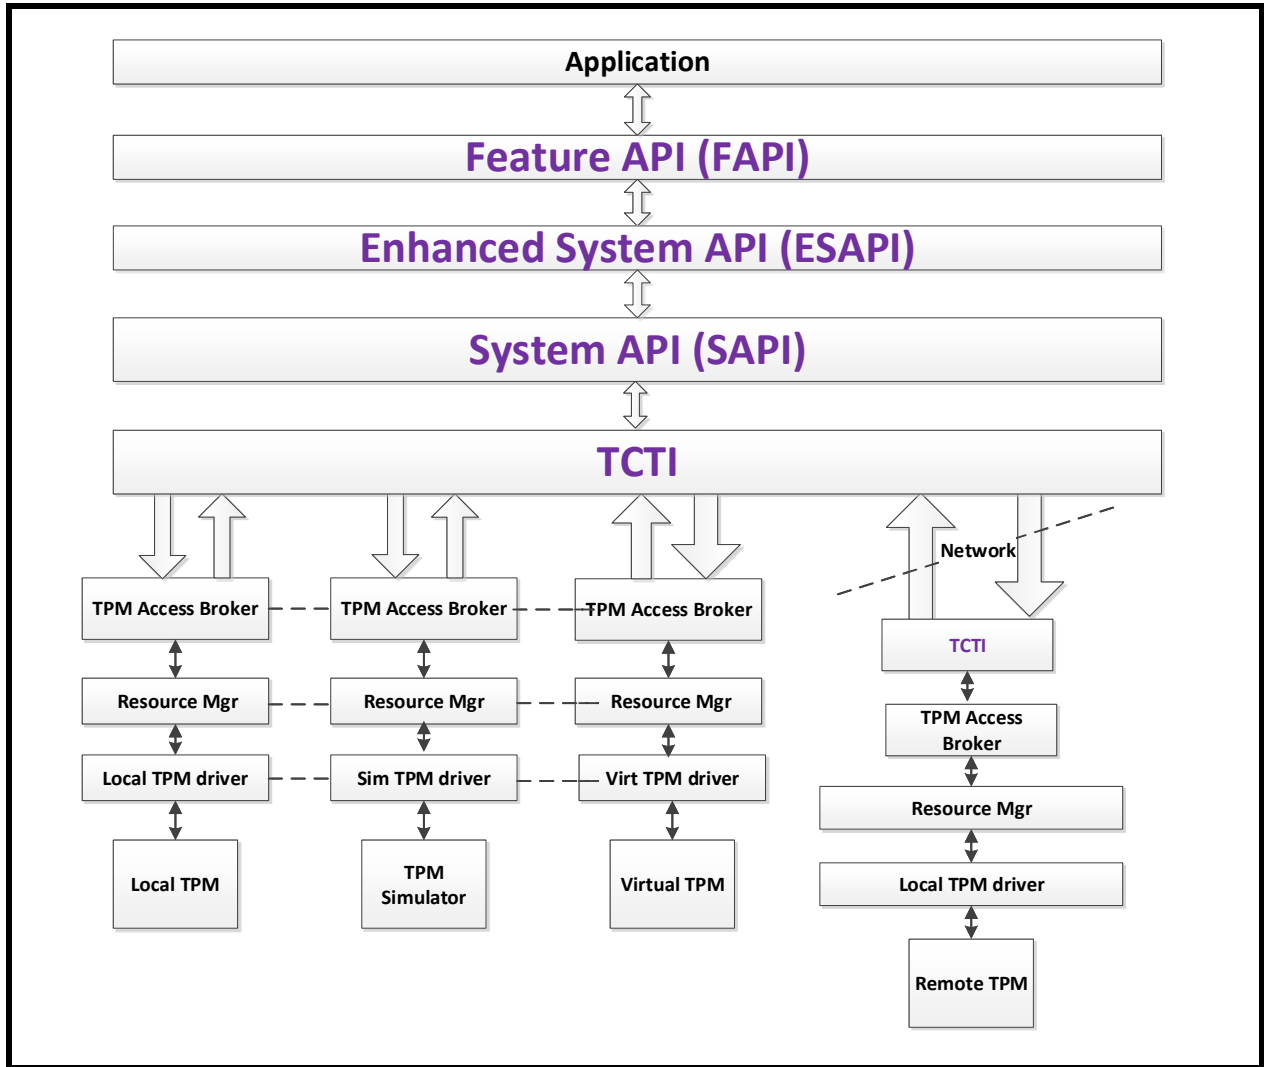 Application
Feature API (FAPI)
Enhanced System API (ESAPI)
System API (SAPI)
TCTI
Network
TPM Access Broker
TPM Access Broker
TPM Access Broker
TCTI
Resource Mgr
Resource Mgr
Resource Mgr
TPM Access
Broker
Local TPM driver
Sim TPM driver
Virt TPM driver
Resource Mgr
Local TPM
TPM
Simulator
Virtual TPM
Local TPM driver
Remote TPM